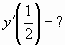 y'(1/2) – ?